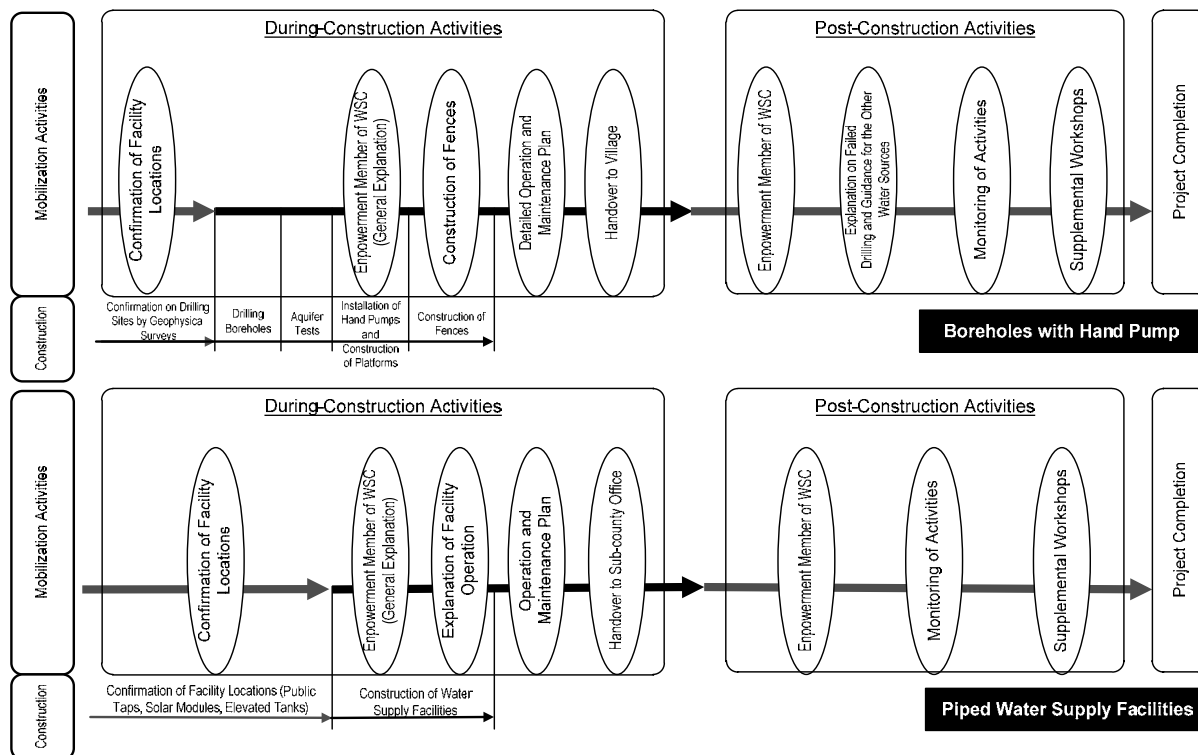 During-Construction Activities
Post-Construction Activities
Mobilization Activities
Confirmation of Facility
Locations
Enpowerment Member of WSC
(General Explanation)
Construction of Fences
Detailed Operation and
Maintenance Plan
Handover to Village
Enpowerment Member of WSC
Explanation on Failed
Drilling and Guidance for the Other
Water Sources
Monitoring of Activities
Supplemental Workshops
Project Completion
Construction
Confirmation on Drilling
Sites by Geophysica
Surveys
Drilling
Boreholes
Aquifer
Tests
Installation of
Hand Pumps
and
Construction
of Platforms
Construction of
Fences
Boreholes with Hand Pump
During-Construction Activities
Post-Construction Activities
Mobilization Activities
Confirmation of Facility
Locations
Enpowerment Member of WSC
(General Explanation)
Explanation of Facility
Operation
Operation and
Maintenance Plan
Handover to Sub-county Office
Enpowerment Member of WSC
Monitoring of Activities
Supplemental Workshops
Project Completion
Construction
Confirmation of Facility Locations (Public
Taps, Solar Modules, Elevated Tanks)
Construction of Water
Supply Facilities
Piped Water Supply Facilities